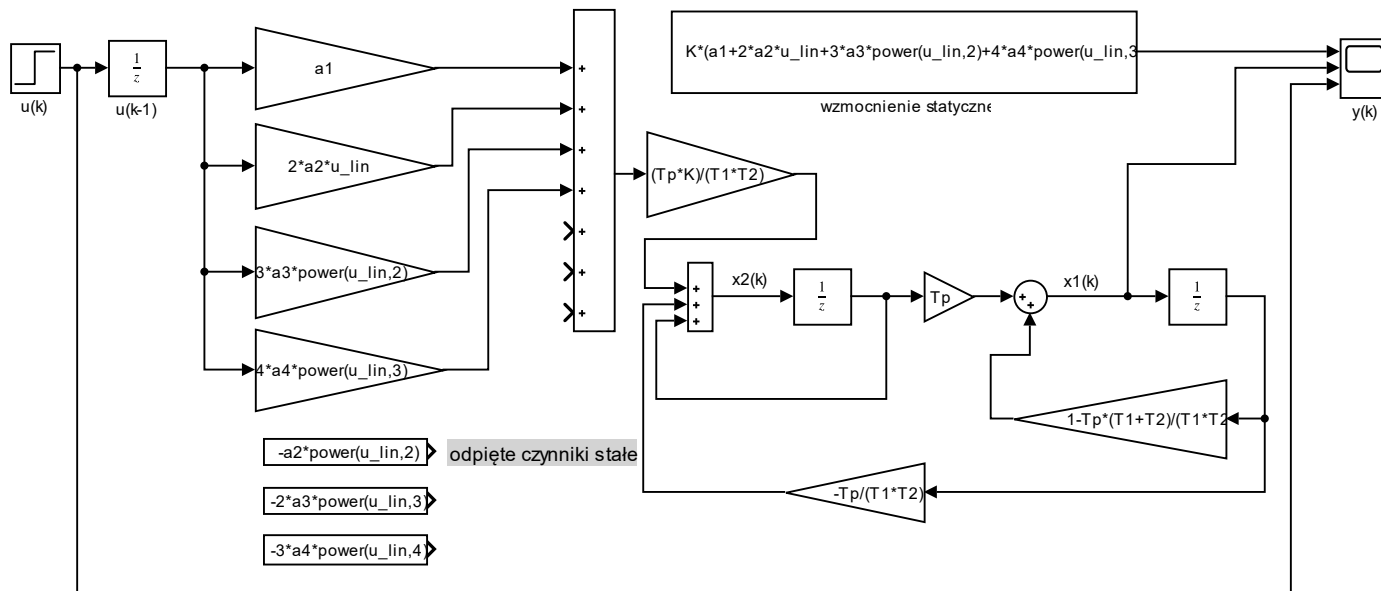 K*(a1+2*a2*u_lin+3*a3*power(u_lin,2)+4*a4*power(u_lin,3
wzmocnienie statyczne
u(k)
1
z
u(k-1)
a1
+
+
+
+
+
+
+
y(k)
2*a2*u_lin
(Tp*K)/(T1*T2)
3*a3*power(u_lin,2)
4*a4*power(u_lin,3)
+
+
+
x2(k)
1
z
Tp
+
+
x1(k)
1
z
1-Tp*(T1+T2)/(T1*T2
-Tp/(T1*T2)
-a2*power(u_lin,2)
odpięte czynniki stałe
-2*a3*power(u_lin,3)
-3*a4*power(u_lin,4)